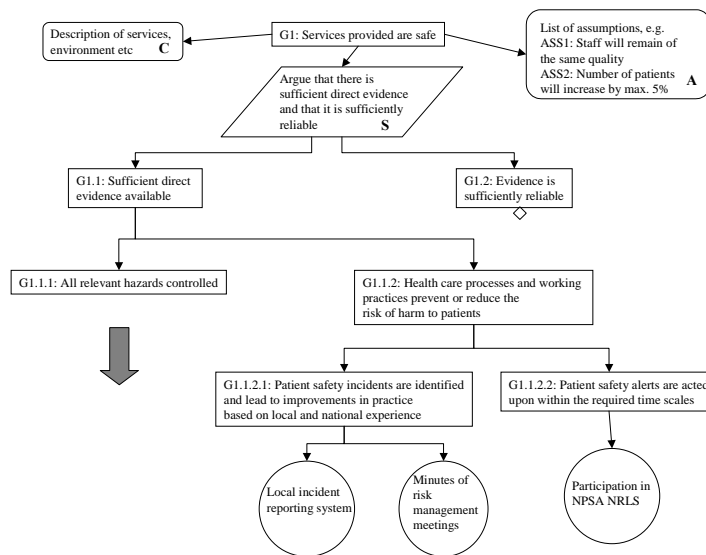 Description of services,
environment etc C
G1: Services provided are safe
List of assumptions, e.g.
ASS1: Staff will remain of
the same quality
ASS2: Number of patients
will increase by max. 5% A
Argue that there is
sufficient direct evidence
and that it is sufficiently
reliable S
G1.1: Sufficient direct
evidence available
G1.2: Evidence is
sufficiently reliable
G1.1.1: All relevant hazards controlled
G1.1.2: Health care processes and working
practices prevent or reduce the
risk of harm to patients
G1.1.2.1: Patient safety incidents are identified
and lead to improvements in practice
based on local and national experience
G1.1.2.2: Patient safety alerts are acted
upon within the required time scales
Local incident
reporting system
Minutes of
risk
management
meetings
Participation in
NPSA NRLS